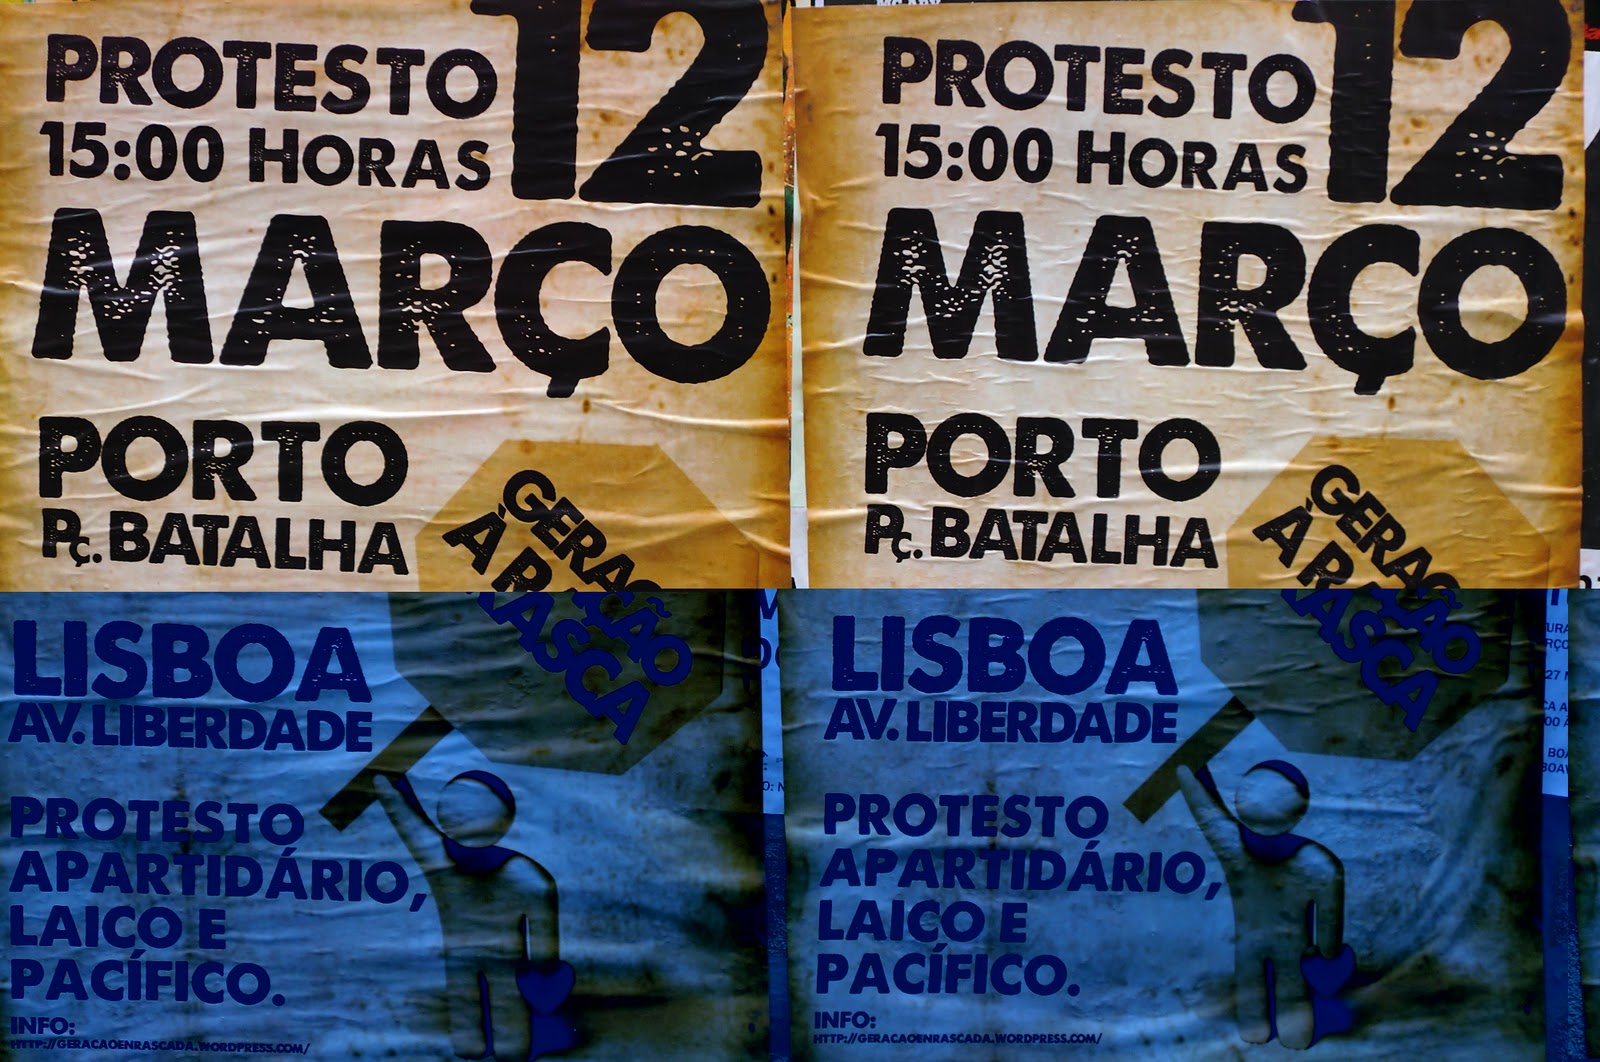 PROTESTO
15:00 HORAS
12
MARÇO
PORTO
Pç. BATALHA
GERAÇÃO
À RASCA
LISBOA
AV. LIBERDADE
PROTESTO
APARTIDÁRIO,
LAICO E
PACÍFICO.
INFO:
HTTP://GERACAOENRASCADA.WORDPRESS.COM/
PROTESTO
15:00 HORAS
12
MARÇO
PORTO
Pç. BATALHA
GERAÇÃO
À RASCA
LISBOA
AV. LIBERDADE
PROTESTO
APARTIDÁRIO,
LAICO E
PACÍFICO.
INFO:
HTTP://GERACAOENRASCADA.WORDPRESS.COM/